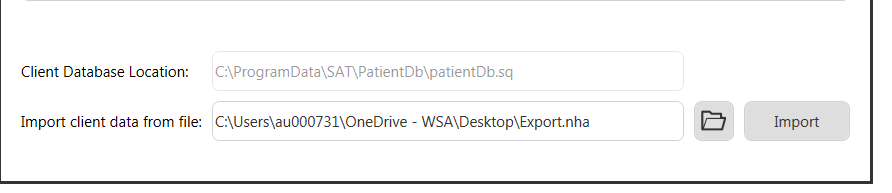 Client Database Location: C:\ProgramData\SAT\PatientDb\patientDb.sq
Import client data from file: C:\Users\au000731\OneDrive - WSA\Desktop\Export.nha Import